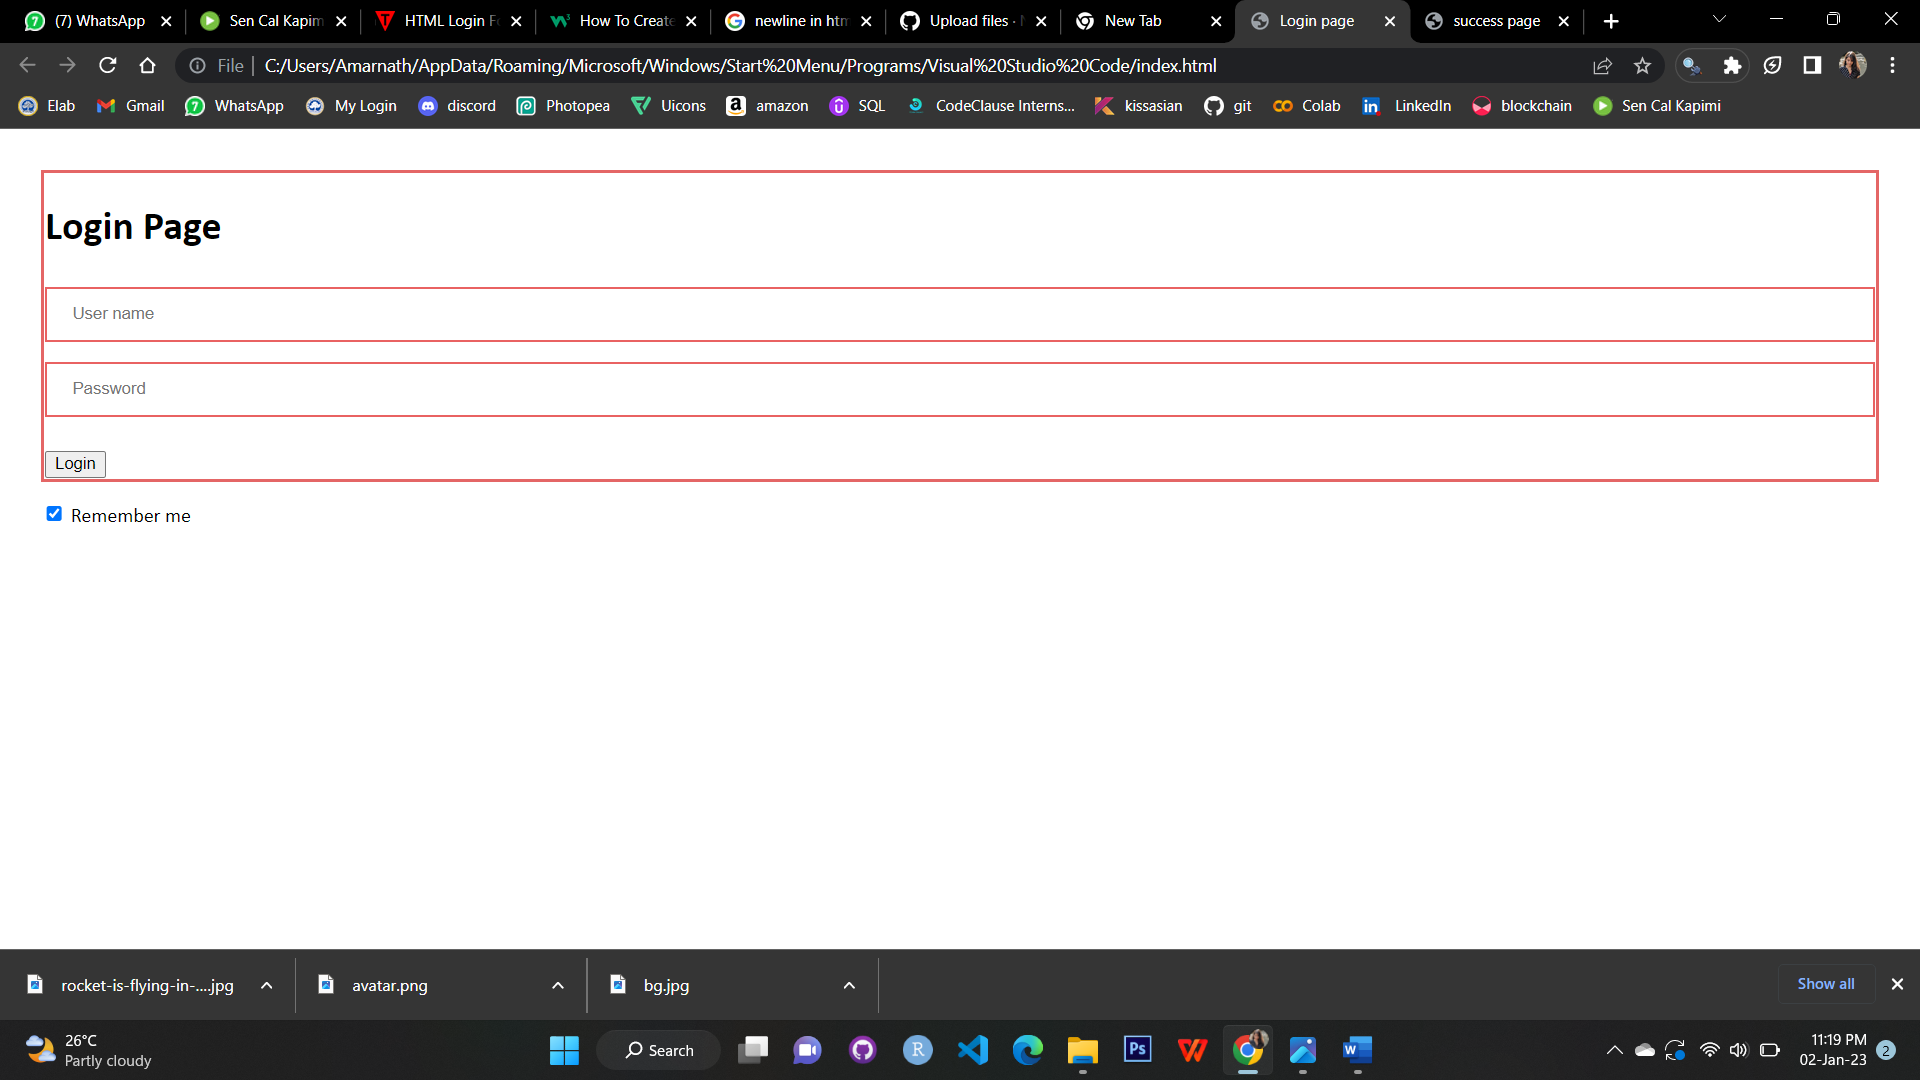 (7) WhatsApp
Sen Cal Kapim
HTML Login Fo
How To Create
newline in htm
Upload files ·
New Tab
Login page
success page
File | C:/Users/Amarnath/AppData/Roaming/Microsoft/Windows/Start%20Menu/Programs/Visual%20Studio%20Code/index.html
Elab
Gmail
WhatsApp
My Login
discord
Photopea
Uicons
amazon
SQL
CodeClause Interns...
kissasian
git
Colab
LinkedIn
blockchain
Sen Cal Kapimi
Login Page
User name
Password
Login
Remember me
rocket-is-flying-in-....jpg
avatar.png
bg.jpg
Show all
26°C
Partly cloudy
Search
11:19 PM
02-Jan-23
2